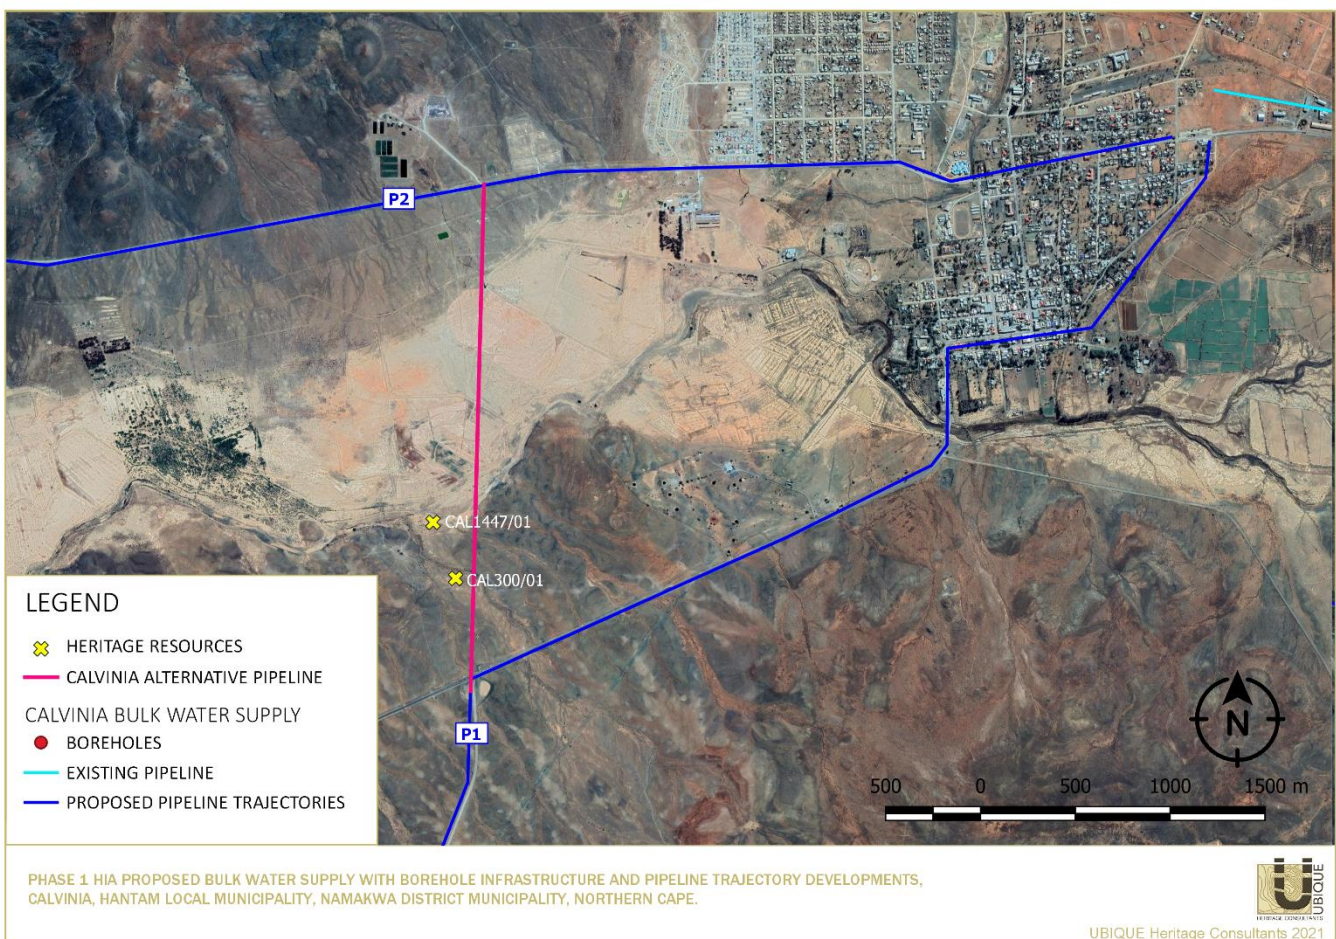 P2
CAL1447/01
CAL300/01
P1
LEGEND
HERITAGE RESOURCES
CALVINIA ALTERNATIVE PIPELINE
CALVINIA BULK WATER SUPPLY
BOREHOLES
EXISTING PIPELINE
PROPOSED PIPELINE TRAJECTORIES
N
500 0 500 1000 1500 m
PHASE 1 HIA PROPOSED BULK WATER SUPPLY WITH BOREHOLE INFRASTRUCTURE AND PIPELINE TRAJECTORY DEVELOPMENTS,
CALVINIA, HANTAM LOCAL MUNICIPALITY, NAMAKWA DISTRICT MUNICIPALITY, NORTHERN CAPE.
UBIQUE
HERITAGE CONSULTANTS
UBIQUE Heritage Consultants 2021